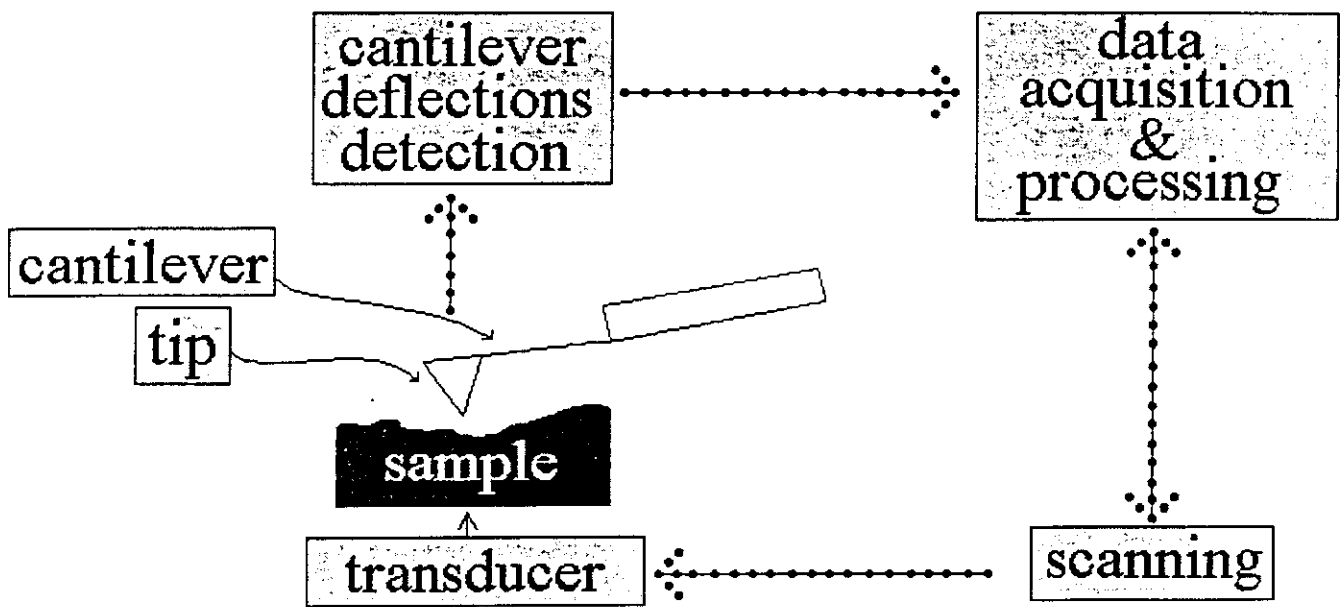 cantilever
deflections
detection
data
acquisition
&
processing
cantilever
tip
sample
transducer
scanning